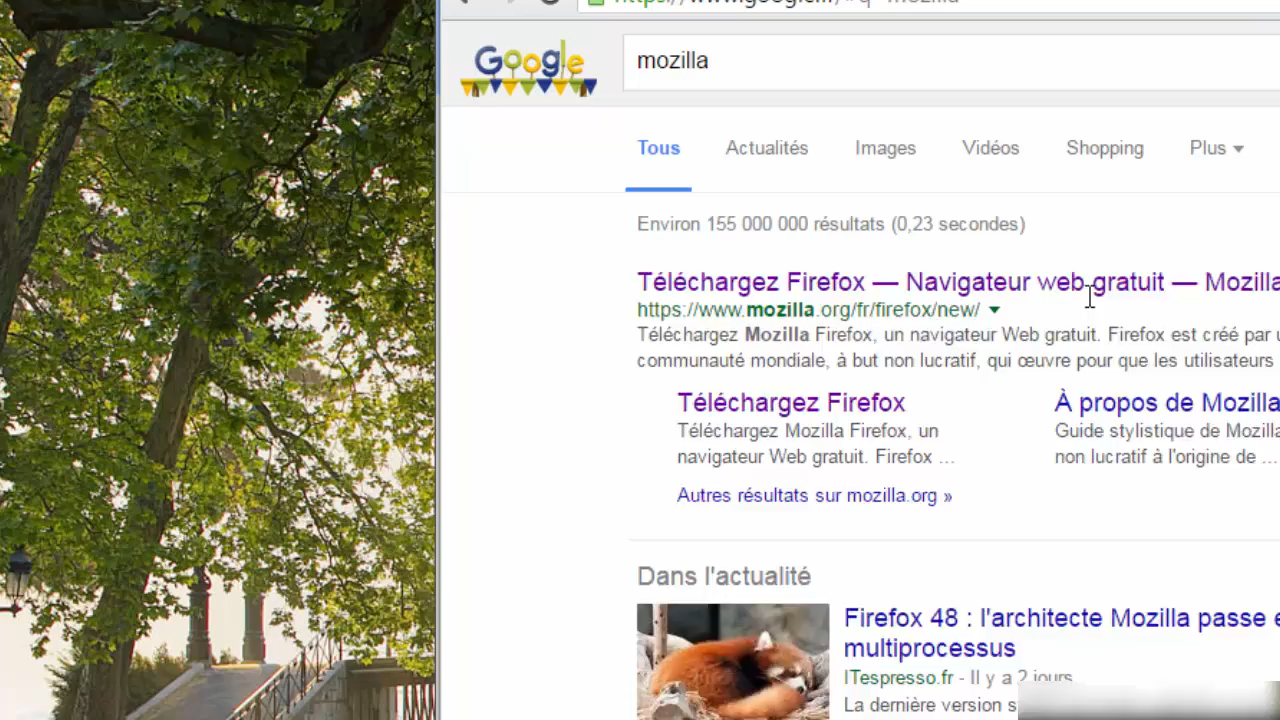 Google
mozilla
Tous Actualités Images Vidéos Shopping Plus
Environ 155 000 000 résultats (0,23 secondes)
Téléchargez Firefox — Navigateur web gratuit — Mozilla
https://www.mozilla.org/fr/firefox/new/
Téléchargez Mozilla Firefox, un navigateur Web gratuit. Firefox est créé par
communauté mondiale, à but non lucratif, qui œuvre pour que les utilisateurs
Téléchargez Firefox
Téléchargez Mozilla Firefox, un
navigateur Web gratuit. Firefox ...
À propos de Mozilla
Guide stylistique de Mozilla
non lucratif à l'origine de ...
Autres résultats sur mozilla.org »
Dans l'actualité
Firefox 48 : l'architecte Mozilla passe
multiprocessus
ITespresso.fr - Il y a 2 jours
La dernière version